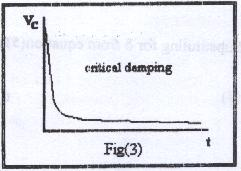 Vc
critical damping
t
Fig(3)